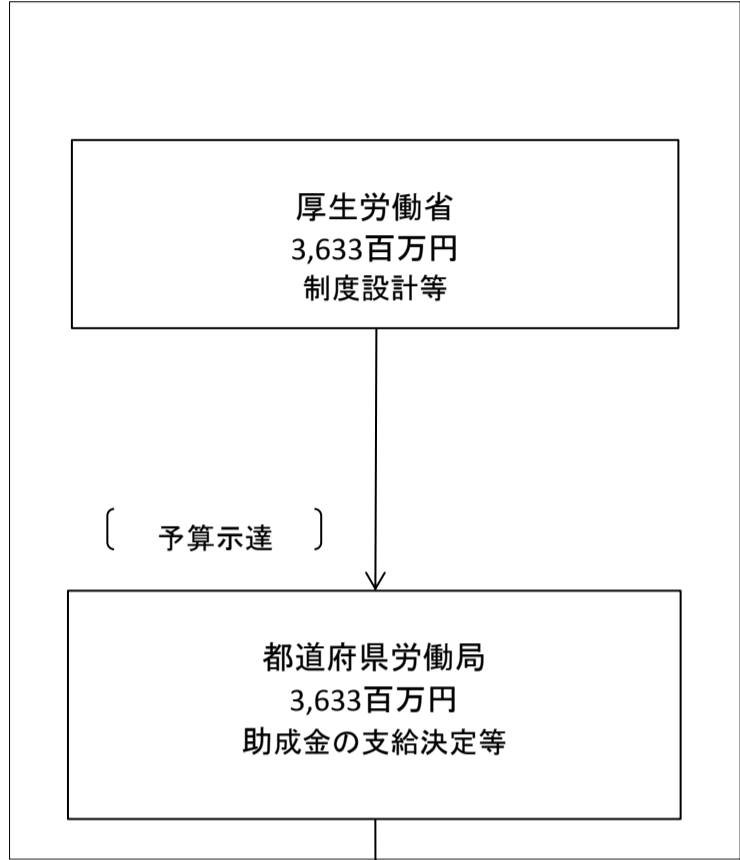 厚生労働省
3,633百万円
制度設計等
〔 予算示達 〕
都道府県労働局
3,633百万円
助成金の支給決定等